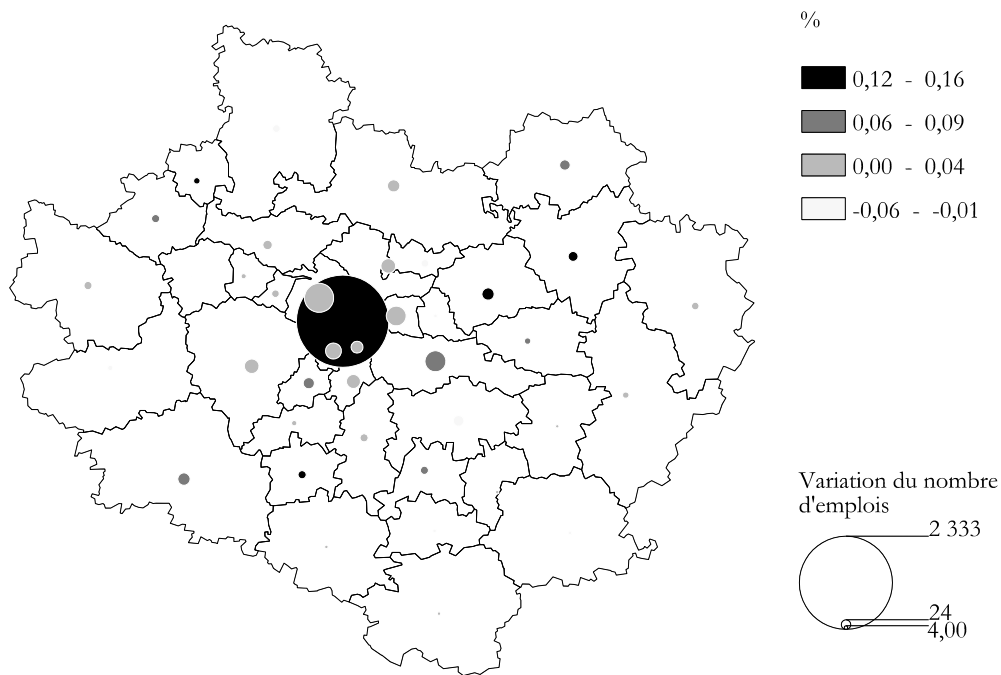 %
0,12 - 0,16
0,06 - 0,09
0,00 - 0,04
-0,06 - -0,01
Variation du nombre
d'emplois
2 333
24
4,00